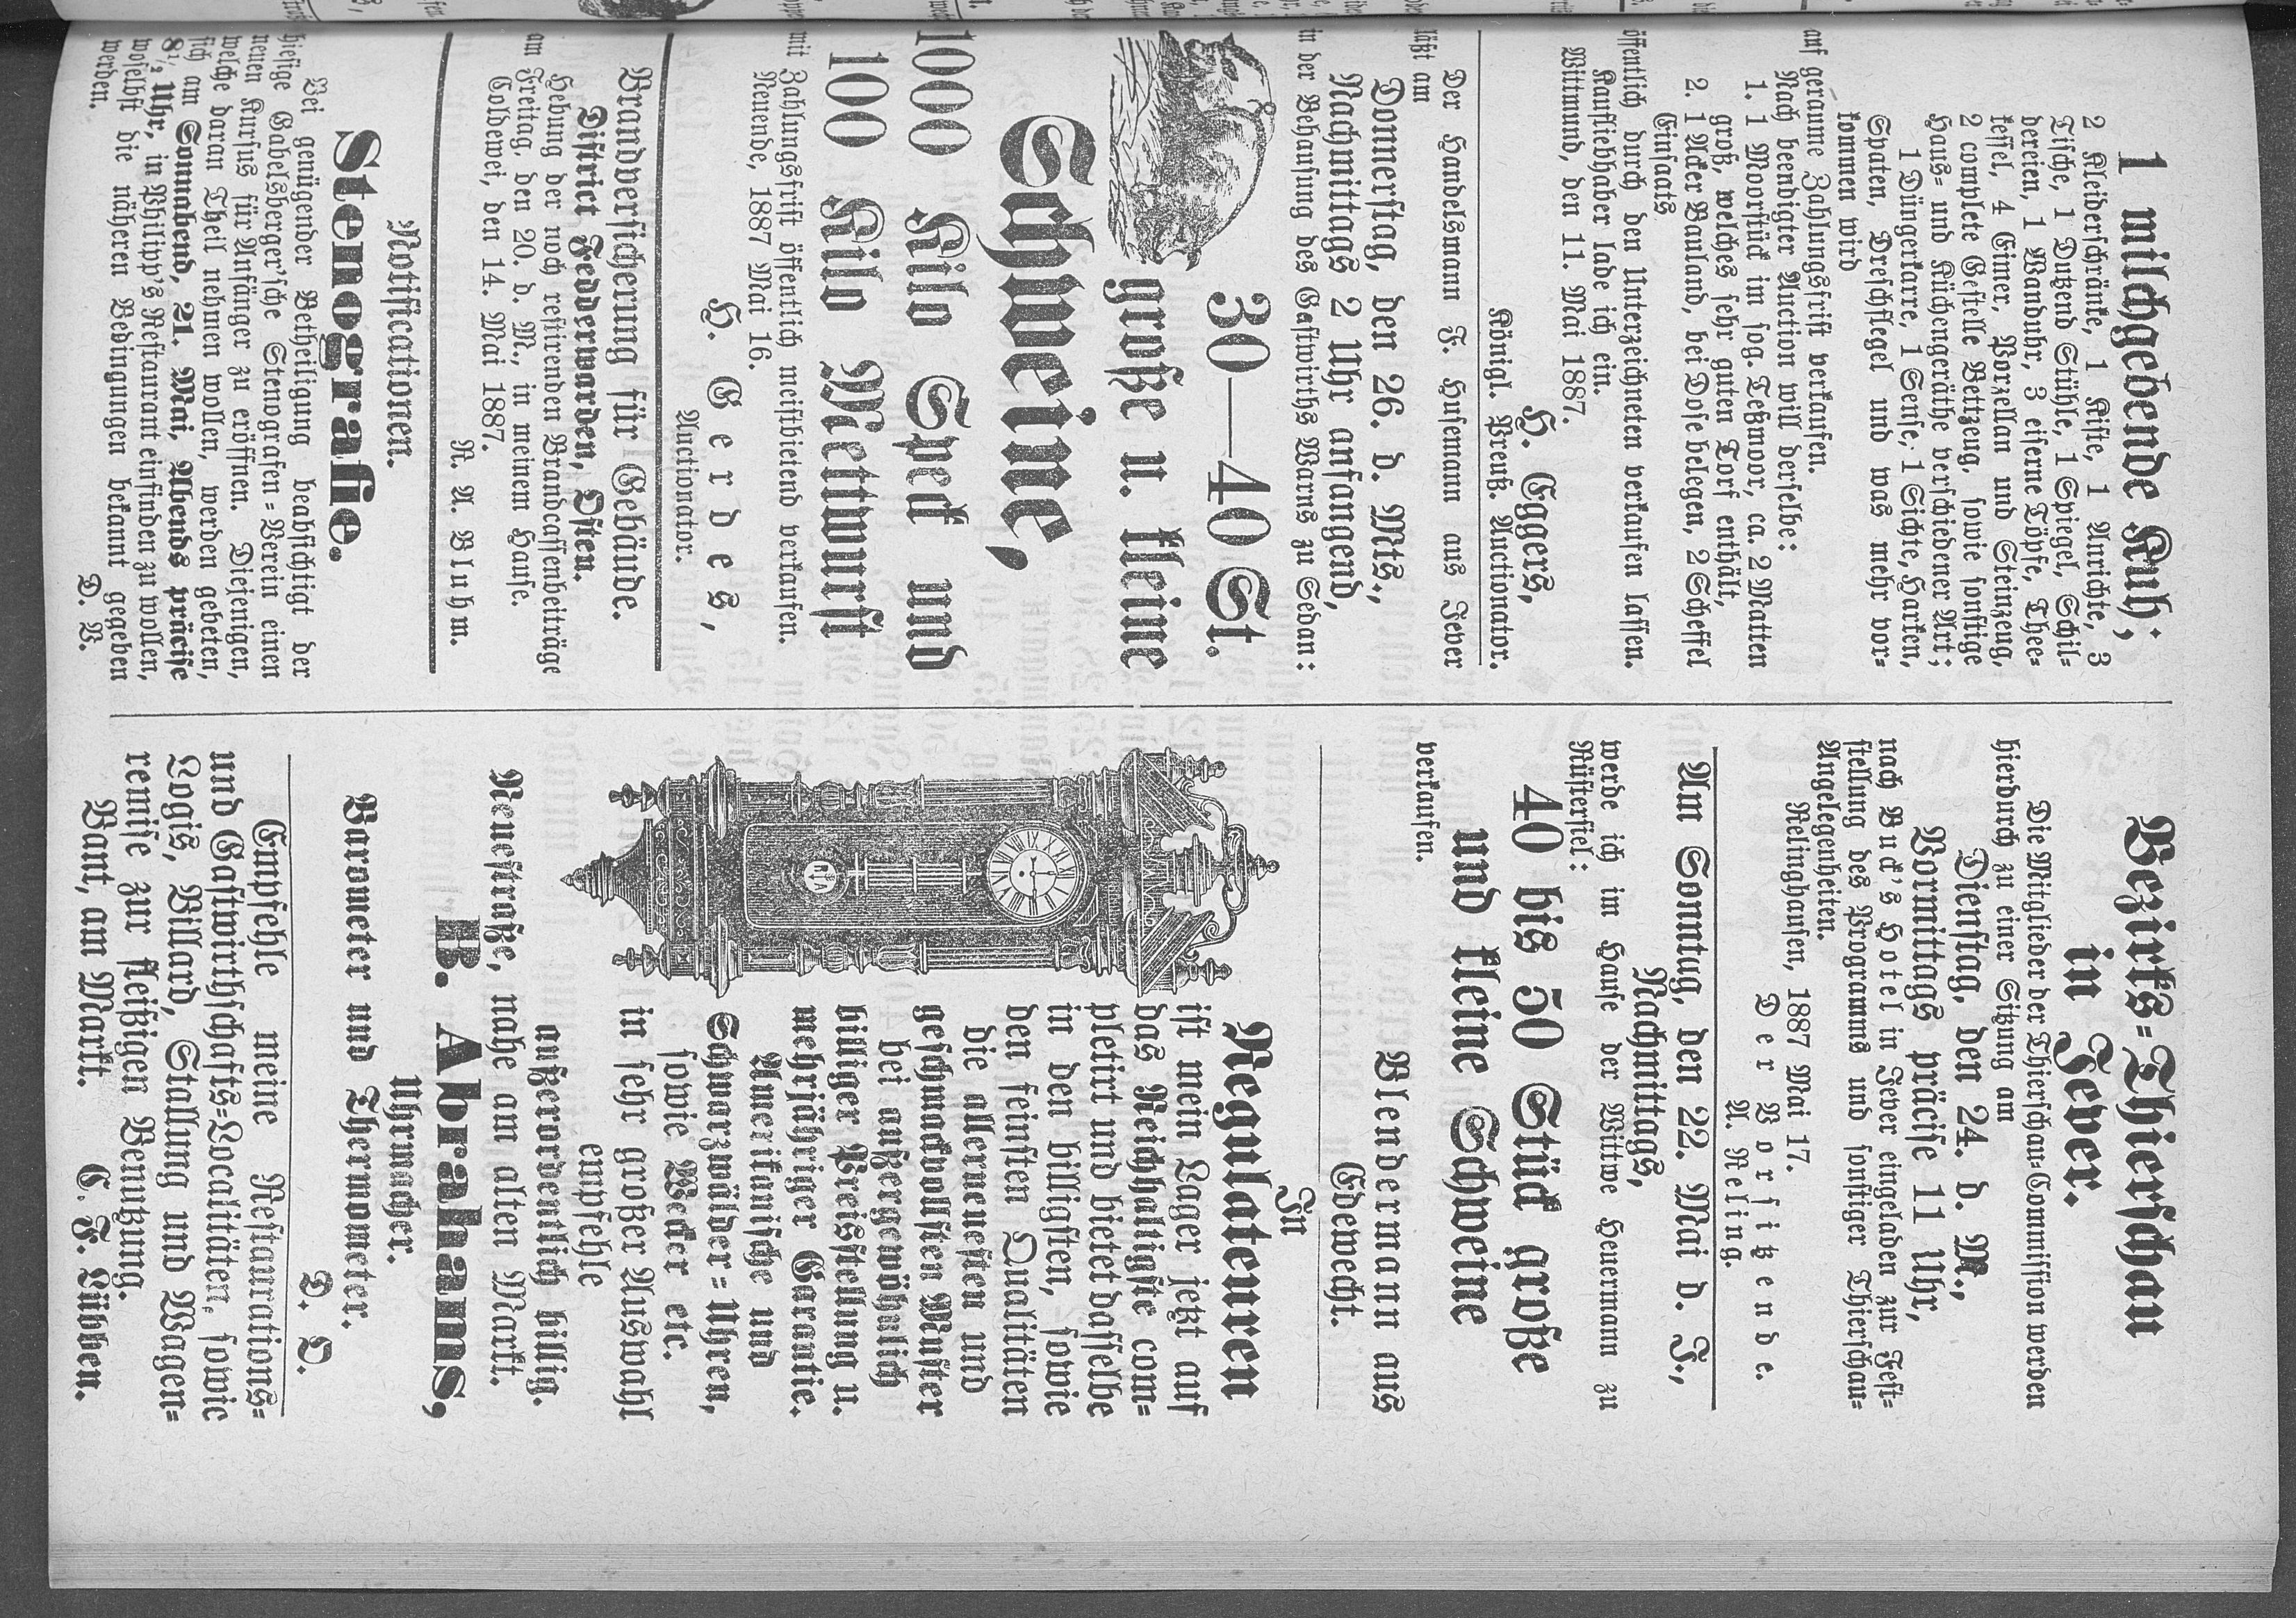 1 milchgebende Kuh;
2 Kleiderschränke, 1 Kiste, 1 Anrichte, 3
Tische, 1 Dutzend Stühle, 1 Spiegel, Schil-
dereien, 1 Wanduhr, 3 eiserne Töpfe, Thee-
kessel, 4 Eimer, Porzellan und Steinzeug,
2 complete Gestelle Bettzeug, sowie sonstige
Haus- und Küchengeräthe verschiedener Art;
1 Düngerkarre, 1 Sense, 1 Sichte, Harken,
Spaten, Dreschflegel und was mehr vor-
kommen wird
auf geraume Zahlungsfrist verkaufen.
Nach beendigter Auction will derselbe:
1. 1 Moorstück im sog. Teßmoor, ca. 2 Matten
groß, welches sehr guten Torf enthält,
2. 1 Acker Bauland, bei Dose belegen, 2 Scheffel
Einsaats
öffentlich durch den Unterzeichneten verkaufen lassen.
Kaufliebhaber lade ich ein.
Wittmund, den 11. Mai 1887.
H. Eggers,
Königl. Preuß. Auctionator.
Der Handelsmann F. Husemann aus Jever
läßt am
Donnerstag, den 26. d. Mts.,
Nachmittags 2 Uhr anfangend,
in der Behausung des Gastwirths Warns zu Sedan:
30—40 St.
große u. kleine
Schweine,
1000 Kilo Speck und
100 Kilo Mettwurst
mit Zahlungsfrist öffentlich meistbietend verkaufen.
Neuende, 1887 Mai 16.
H. Gerdes,
Auctionator.
Brandversicherung für Gebäude.
District Fedderwarden, Osten.
Hebung der noch restirenden Brandcassenbeiträge
am Freitag, den 20. d. M., in meinem Hause.
Coldewei, den 14. Mai 1887.
R. A. Bluhm.
Notificationen.
Stenografie.
Bei genügender Betheiligung beabsichtigt der
hiesige Gabelsberger'sche Stenografen-Verein einen
neuen Cursus für Anfänger zu eröffnen. Diejenigen,
welche daran Theil nehmen wollen, werden gebeten,
sich am Sonnabend, 21. Mai, Abends präcise
8½ Uhr, in Philipp's Restaurant einfinden zu wollen,
woselbst die näheren Bedingungen bekannt gegeben
werden.
D. V.
Bezirks-Thierschau
in Jever.
Die Mitglieder der Thierschau-Commission werden
hierdurch zu einer Sitzung am
Dienstag, den 24. d. M.,
Vormittags präcise 11 Uhr,
nach Buck's Hotel in Jever eingeladen zur Fest-
stellung des Programms und sonstiger Thierschau-
Angelegenheiten.
Relinghausen, 1887 Mai 17.
Der Vorsitzende.
A. Reling.
Am Sonntag, den 22. Mai d. J.,
Nachmittags,
werde ich im Hause der Wittwe Heuermann zu
Rüstersiel:
40 bis 50 Stück große
und kleine Schweine
verkaufen.
Blendermann aus
Edewecht.
In
Regulateuren
ist mein Lager jetzt auf
das Reichhaltigste com-
pletirt und bietet dasselbe
in den billigsten, sowie
den feinsten Qualitäten
die allerneuesten und
geschmackvollsten Muster
bei außergewöhnlich
billiger Preisstellung u.
mehrjähriger Garantie.
Amerikanische und
Schwarzwälder-Uhren,
sowie Wecker etc.
in sehr großer Auswahl
empfehle
außerordentlich billig.
Neuestraße, nahe am alten Markt.
B. Abrahams,
Uhrmacher.
Barometer und Thermometer.
D. O.
Empfehle meine Restaurations-
und Gastwirthschafts-Localitäten, sowie
Logis, Billard, Stallung und Wagen-
remise zur fleißigen Benutzung.
Bant, am Markt. C. F. Lübben.